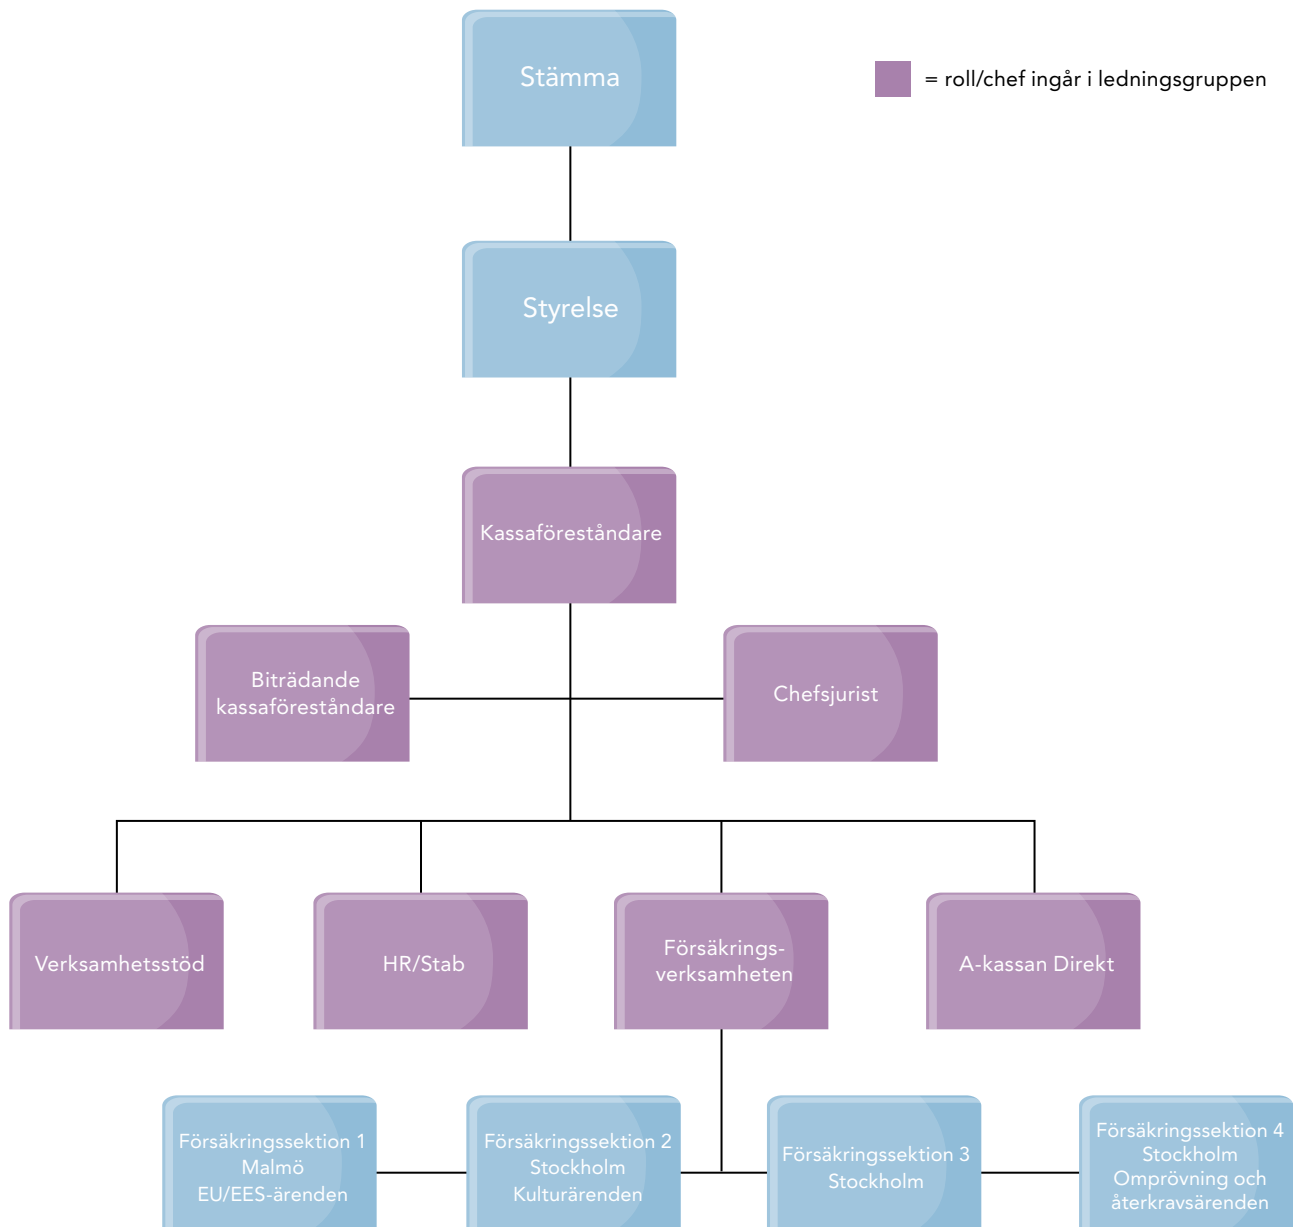 Stämma
= roll/chef ingår i ledningsgruppen
Styrelse
Kassaföreståndare
Biträdande
kassaföreståndare
Chefsjurist
Verksamhetsstöd
HR/Stab
Försäkrings-
verksamheten
A-kassan Direkt
Försäkringssektion 1
Malmö
EU/EES-ärenden
Försäkringssektion 2
Stockholm
Kulturärenden
Försäkringssektion 3
Stockholm
Försäkringssektion 4
Stockholm
Omprövning och
återkravsärenden